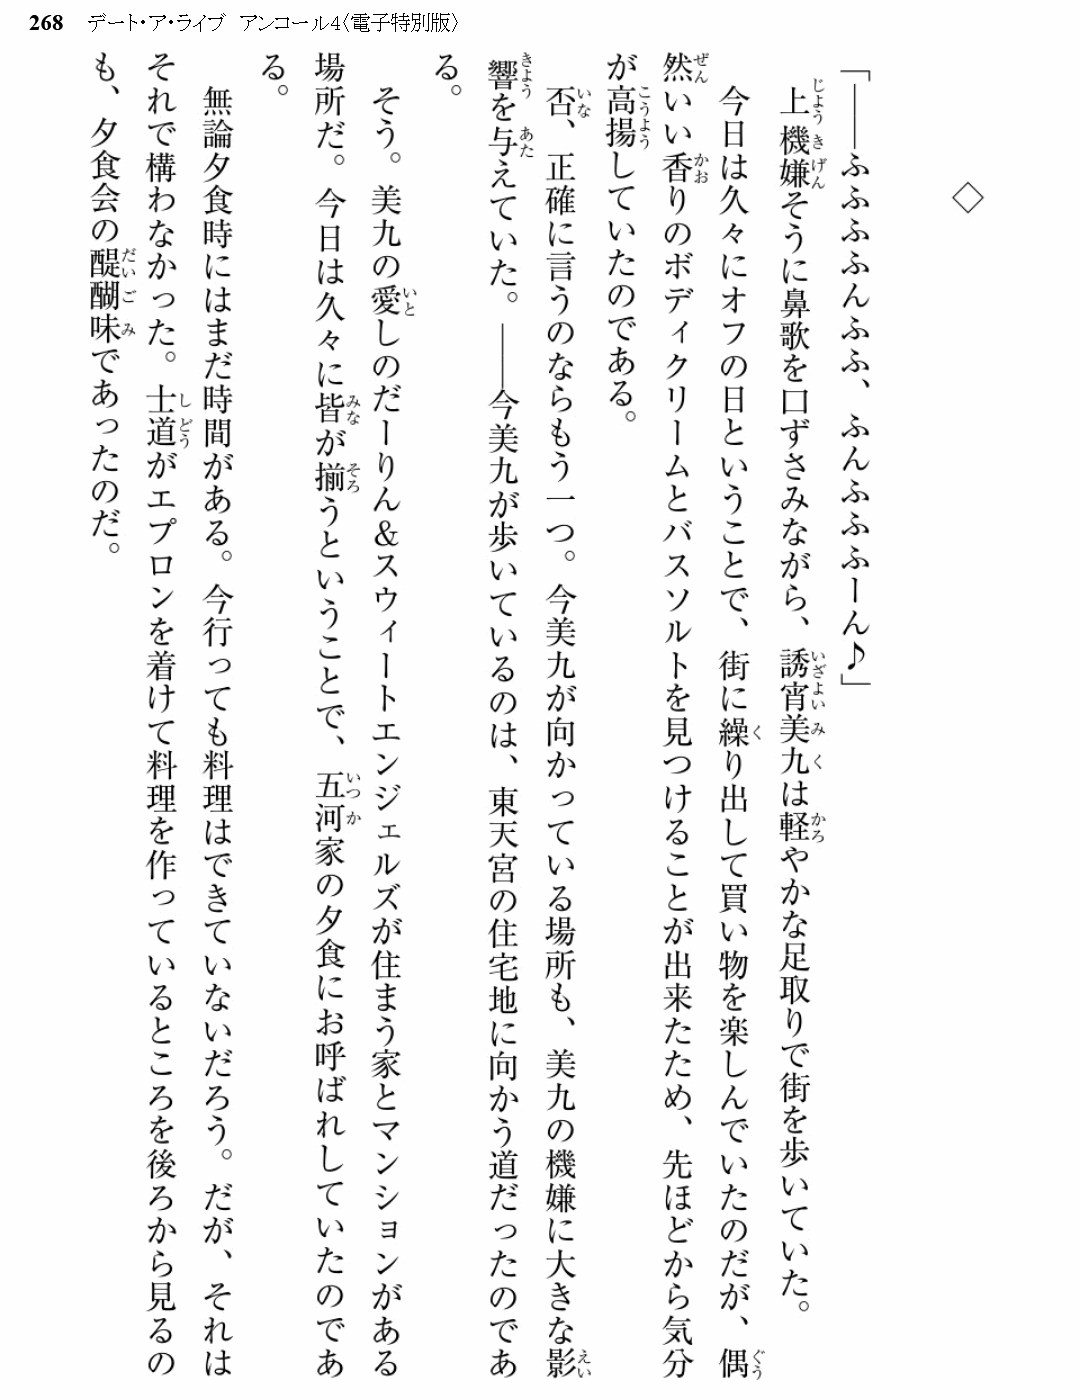 268 デート・ア・ライブ アンコール4〈電子特別版〉
◇
「――ふふふふんふふ、ふんふふふーん♪」
上機嫌そうに鼻歌を口ずさみながら、誘宵美九は軽やかな足取りで街を歩いていた。
今日は久々にオフの日ということで、街に繰り出して買い物を楽しんでいたのだが、偶
然いい香りのボディクリームとバスソルトを見つけることが出来たため、先ほどから気分
が高揚していたのである。
否、正確に言うのならもう一つ。今美九が向かっている場所も、美九の機嫌に大きな影
響を与えていた。――今美九が歩いているのは、東天宮の住宅地に向かう道だったのであ
る。
そう。美九の愛しのだーりん＆スウィートエンジェルズが住まう家とマンションがある
場所だ。今日は久々に皆が揃うということで、五河家の夕食にお呼ばれしていたのであ
る。
無論夕食時にはまだ時間がある。今行っても料理はできていないだろう。だが、それは
それで構わなかった。士道がエプロンを着けて料理を作っているところを後ろから見るの
も、夕食会の醍醐味であったのだ。